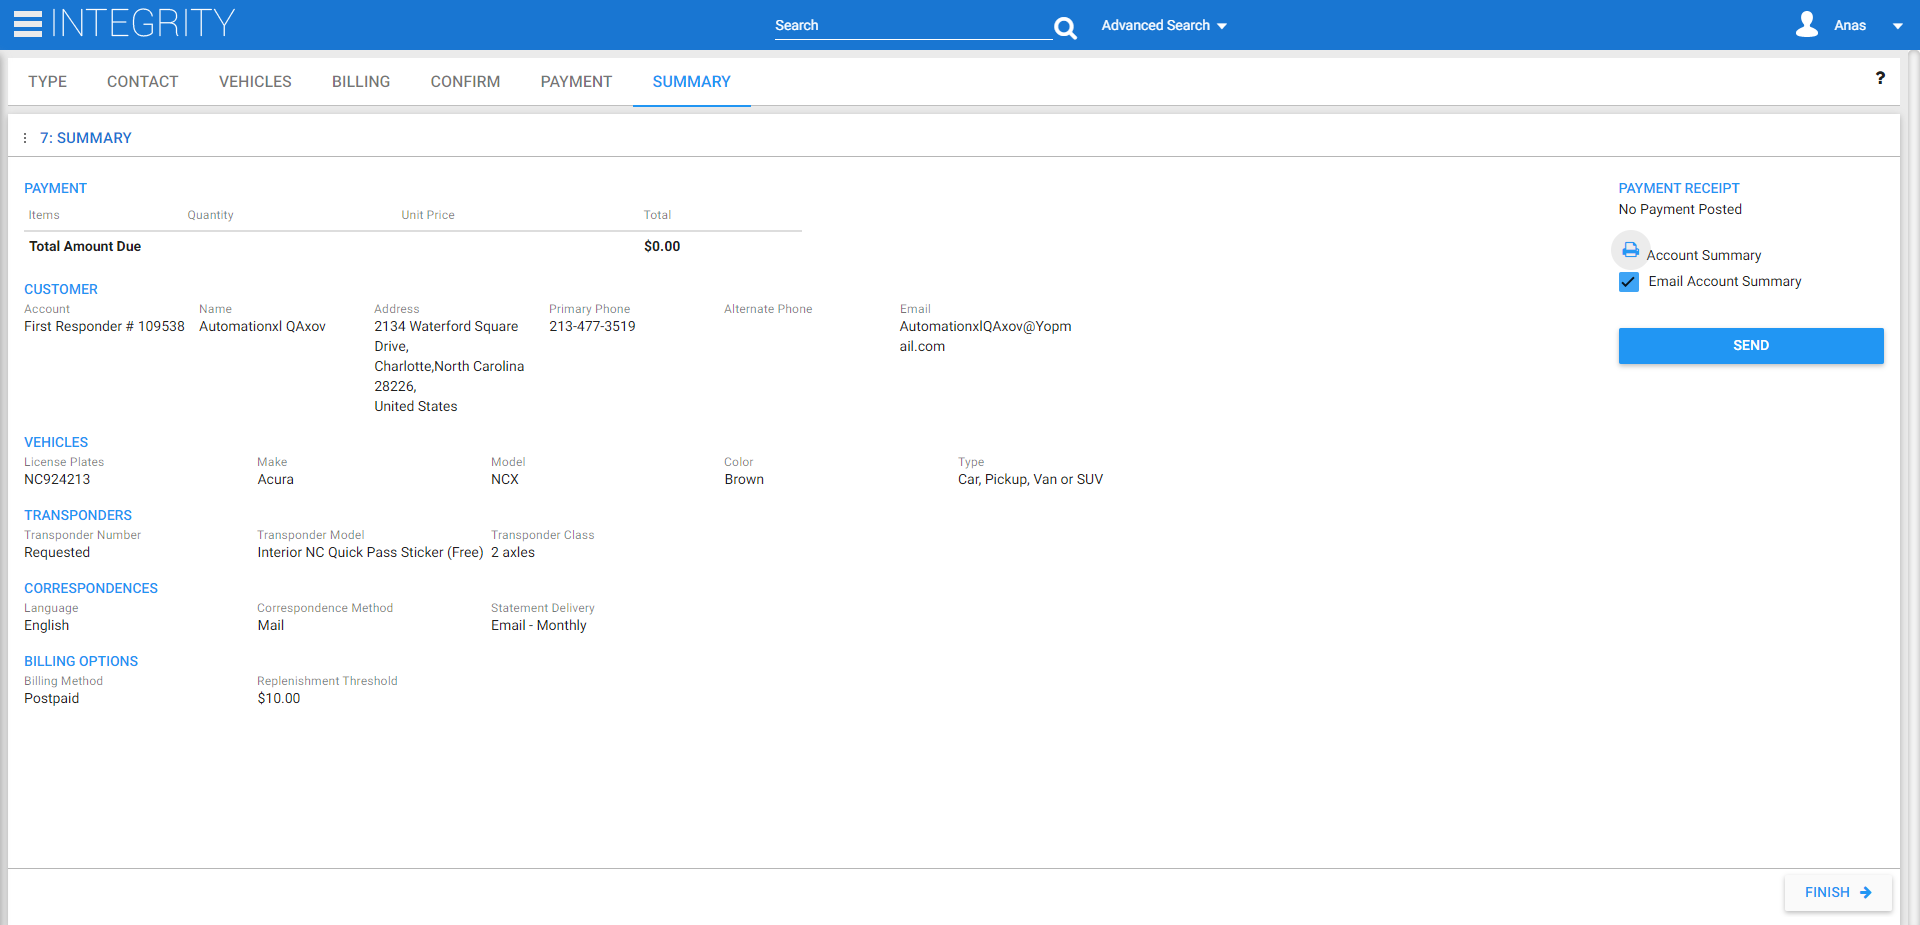 INTEGRITY
Search
Advanced Search
Anas
TYPE CONTACT VEHICLES BILLING CONFIRM PAYMENT SUMMARY
?
7: SUMMARY
PAYMENT
Items Quantity Unit Price Total
Total Amount Due $0.00
CUSTOMER
Account Name Address Primary Phone Alternate Phone Email
First Responder # 109538 Automationxl QAxov 2134 Waterford Square 213-477-3519 AutomationxlQAxov@Yopm
Drive, ail.com
Charlotte,North Carolina
28226,
United States
VEHICLES
License Plates Make Model Color Type
NC924213 Acura NCX Brown Car, Pickup, Van or SUV
TRANSPONDERS
Transponder Number Transponder Model Transponder Class
Requested Interior NC Quick Pass Sticker (Free) 2 axles
CORRESPONDENCES
Language Correspondence Method Statement Delivery
English Mail Email - Monthly
BILLING OPTIONS
Billing Method Replenishment Threshold
Postpaid $10.00
PAYMENT RECEIPT
No Payment Posted
Account Summary
Email Account Summary
SEND
FINISH